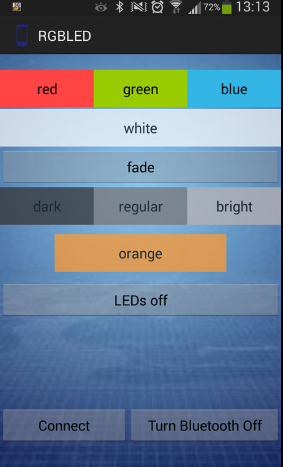 72% 13:13
RGBLED
red green blue
white
fade
dark regular bright
orange
LEDs off
Connect Turn Bluetooth Off